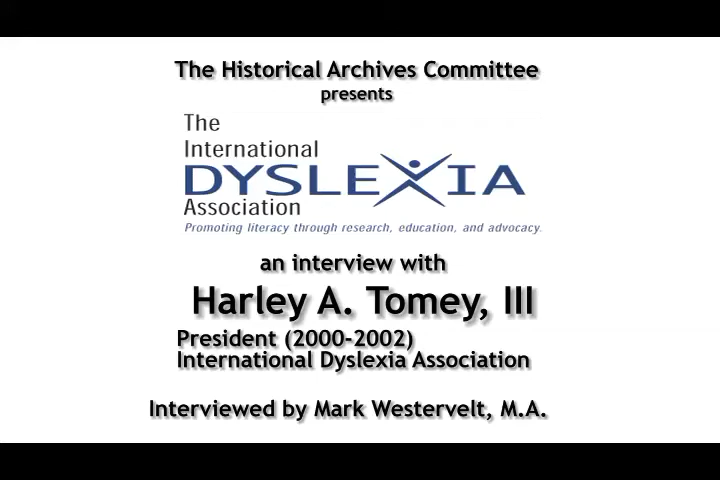 The Historical Archives Committee
presents
The
International
DYSLEXIA
Association
Promoting literacy through research, education, and advocacy.
an interview with
Harley A. Tomey, III
President (2000-2002)
International Dyslexia Association
Interviewed by Mark Westervelt, M.A.